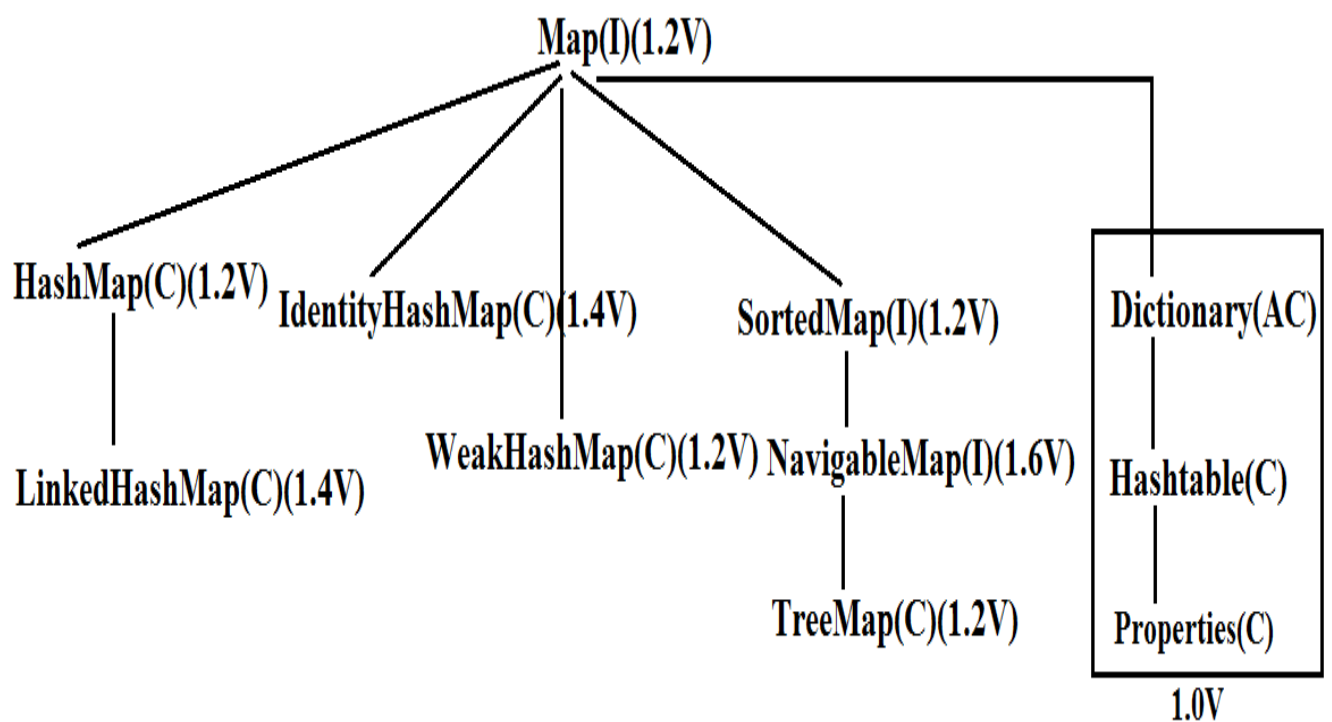 Map(I)(1.2V)
HashMap(C)(1.2V)
IdentityHashMap(C)(1.4V)
SortedMap(I)(1.2V)
Dictionary(AC)
LinkedHashMap(C)(1.4V)
WeakHashMap(C)(1.2V)
NavigableMap(I)(1.6V)
Hashtable(C)
TreeMap(C)(1.2V)
Properties(C)
1.0V